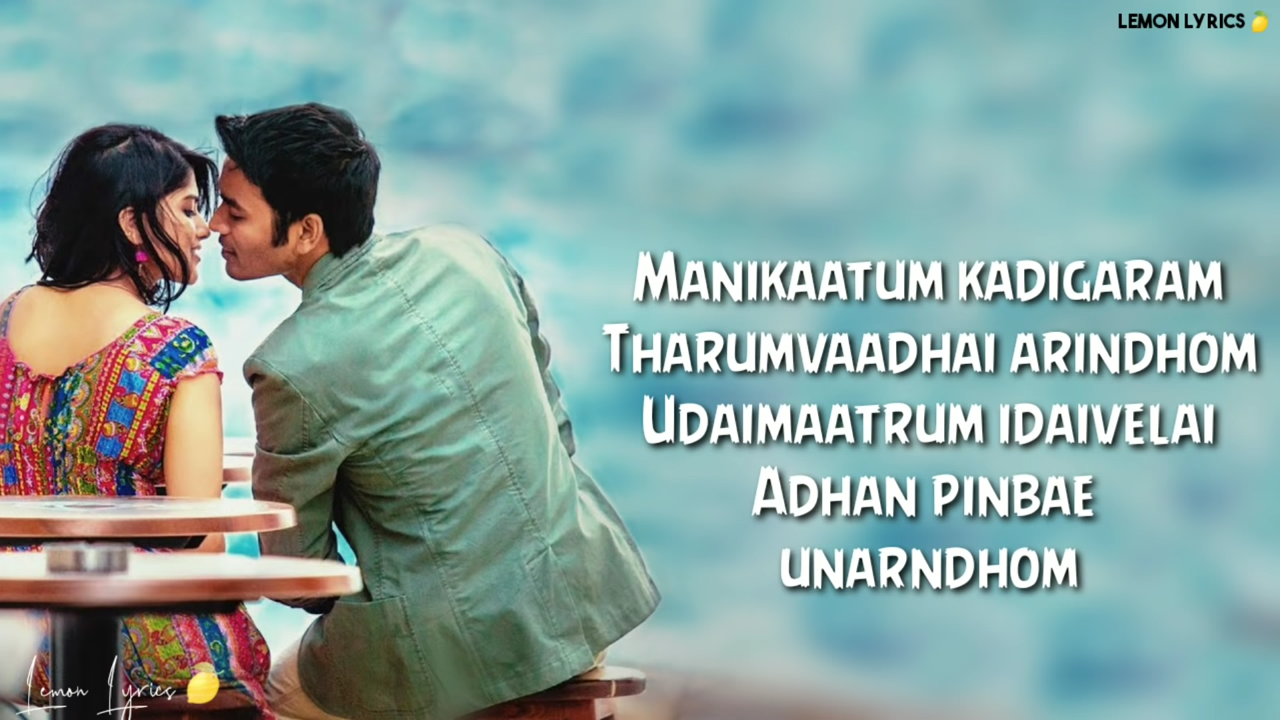 LEMON LYRICS 🍋
MANIKAATUM KADIGARAM
THARUMVAADHAI ARINDHOM
UDAIMAATRUM IDAIVELAI
ADHAN PINBAE
UNARNDHOM
Lemon Lyrics 🍋